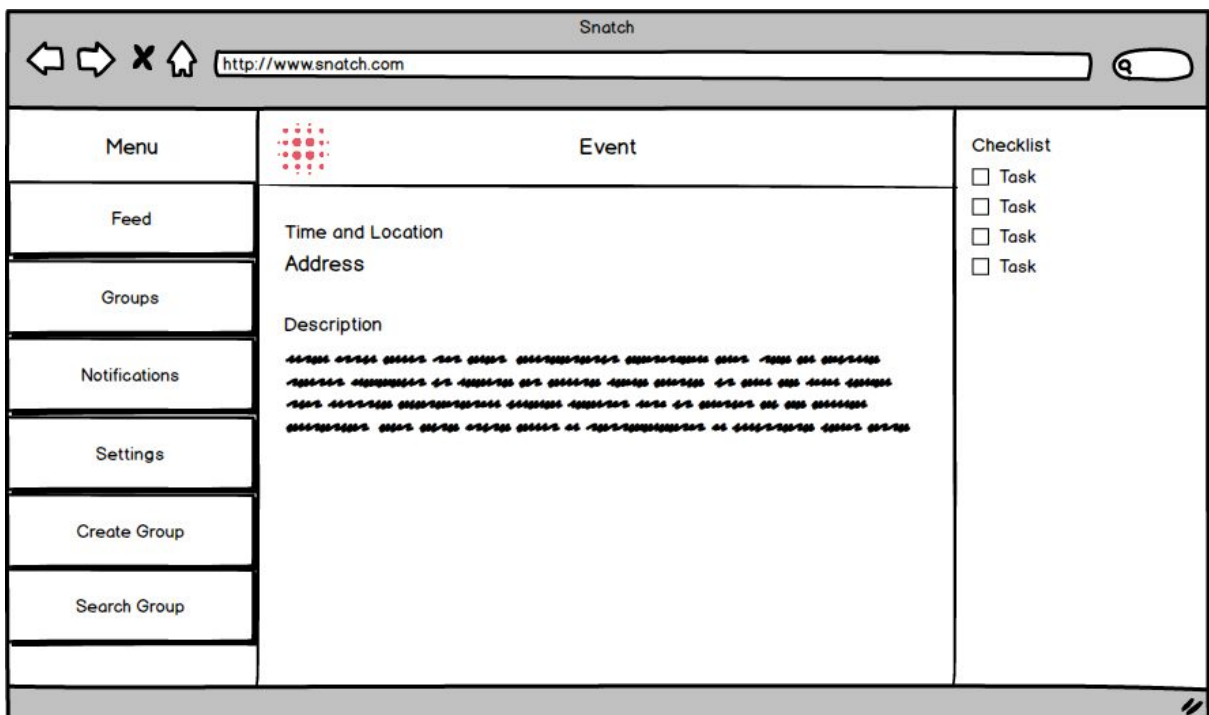 Snatch
http://www.snatch.com
Menu
Feed
Groups
Notifications
Settings
Create Group
Search Group
Event
Time and Location
Address
Description
Checklist
Task
Task
Task
Task